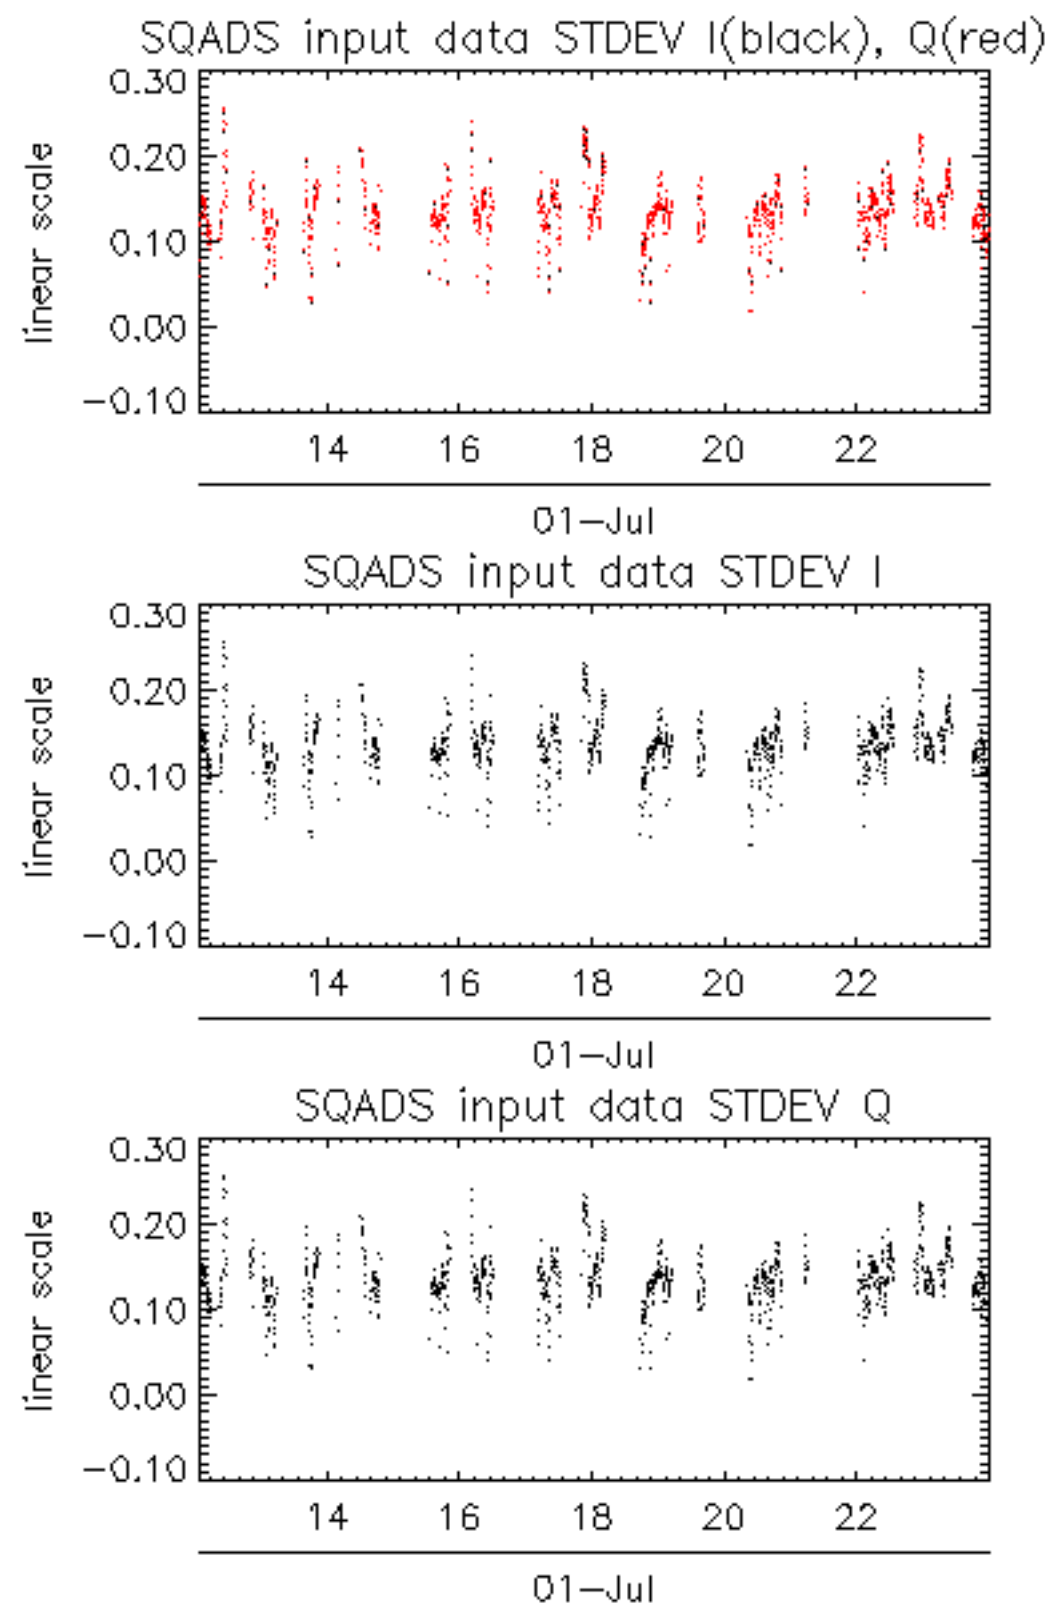 SQADS input data STDEV I(black), Q(red)
linear scale
0.30
0.20
0.10
0.00
−0.10
14 16 18 20 22
01−Jul
SQADS input data STDEV I
linear scale
0.30
0.20
0.10
0.00
−0.10
14 16 18 20 22
01−Jul
SQADS input data STDEV Q
linear scale
0.30
0.20
0.10
0.00
−0.10
14 16 18 20 22
01−Jul